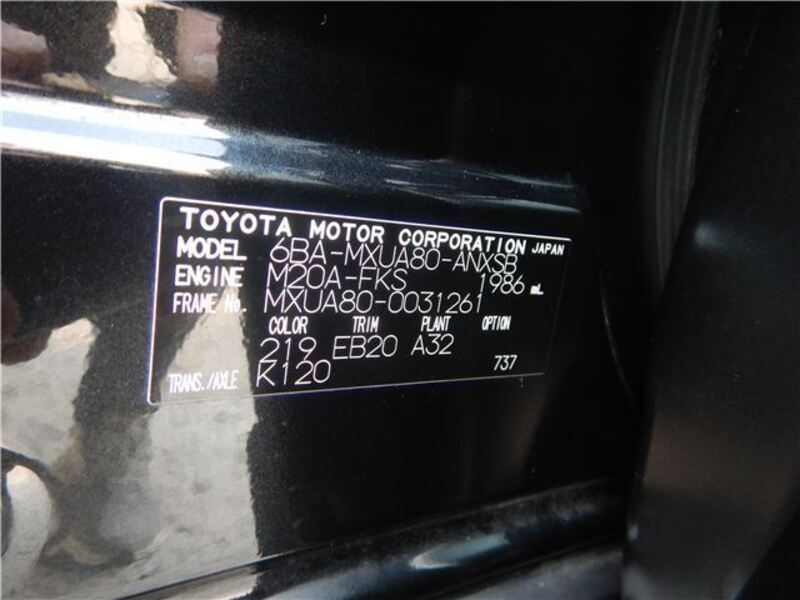 TOYOTA MOTOR CORPORATION JAPAN
MODEL 6BA-MXUA80-ANXSB
ENGINE M20A-FKS 1986 mL
FRAME No. MXUA80-0031261
COLOR TRIM PLANT OPTION
219 EB20 A32
TRANS./AXLE K120 737